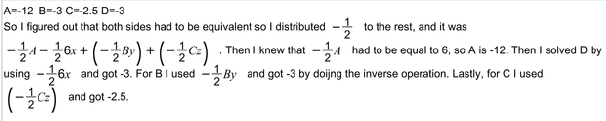 A=-12 B=-3 C=-2.5 D=-3
So I figured out that both sides had to be equivalent so I distributed -1/2 to the rest, and it was
-1/2A-1/2 6x+(-1/2By)+(-1/2Cz) . Then I knew that -1/2A had to be equal to 6, so A is -12. Then I solved D by
using -1/2 6x and got -3. For B I used -1/2By and got -3 by doijng the inverse operation. Lastly, for C I used
(-1/2Cz) and got -2.5.